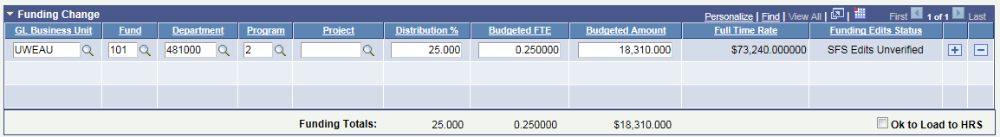 Funding Change Personalize | Find | View All | | First 1 of 1 Last
GL Business Unit Fund Department Program Project Distribution % Budgeted FTE Budgeted Amount Full Time Rate Funding Edits Status
UWEAU 101 481000 2 25.000 0.250000 18,310.000 $73,240.000000 SFS Edits Unverified + −
Funding Totals: 25.000 0.250000 $18,310.000 Ok to Load to HRS